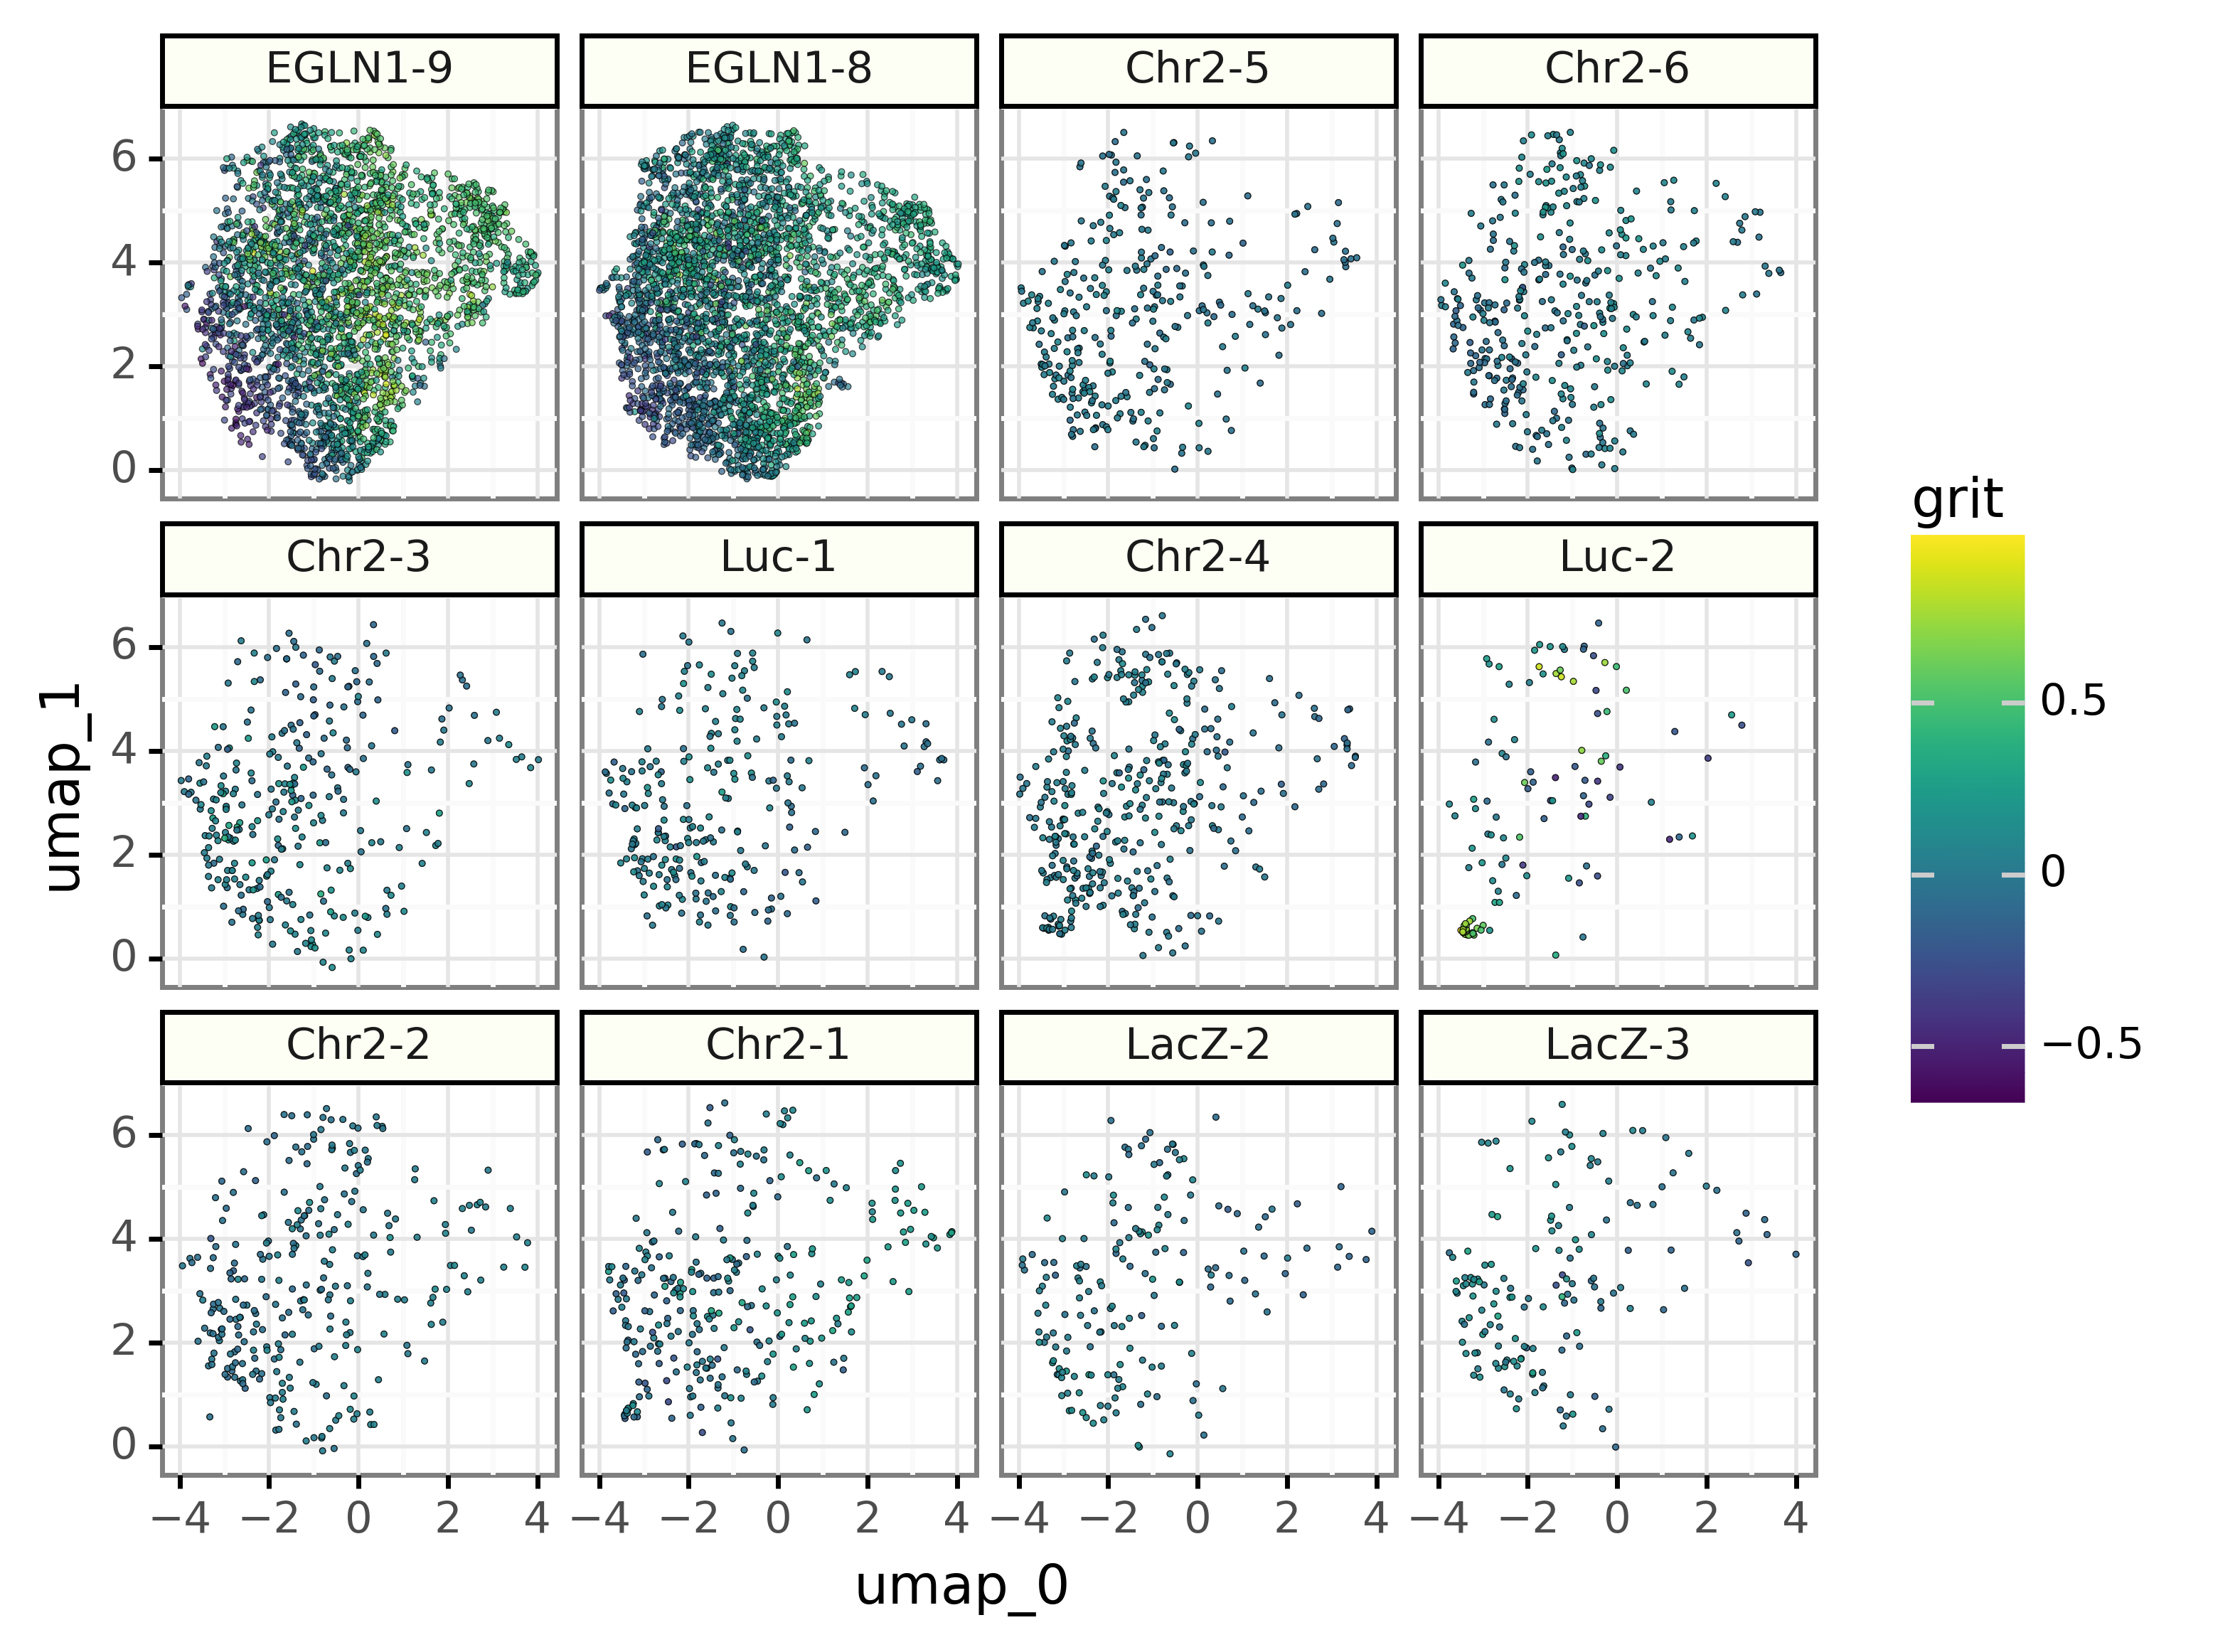 EGLN1-9 EGLN1-8 Chr2-5 Chr2-6
6
4
2
0
Chr2-3 Luc-1 Chr2-4 Luc-2
6
4
2
0
Chr2-2 Chr2-1 LacZ-2 LacZ-3
6
4
2
0
−4 −2 0 2 4 −4 −2 0 2 4 −4 −2 0 2 4 −4 −2 0 2 4
umap_0
umap_1
grit
0.5
0
−0.5